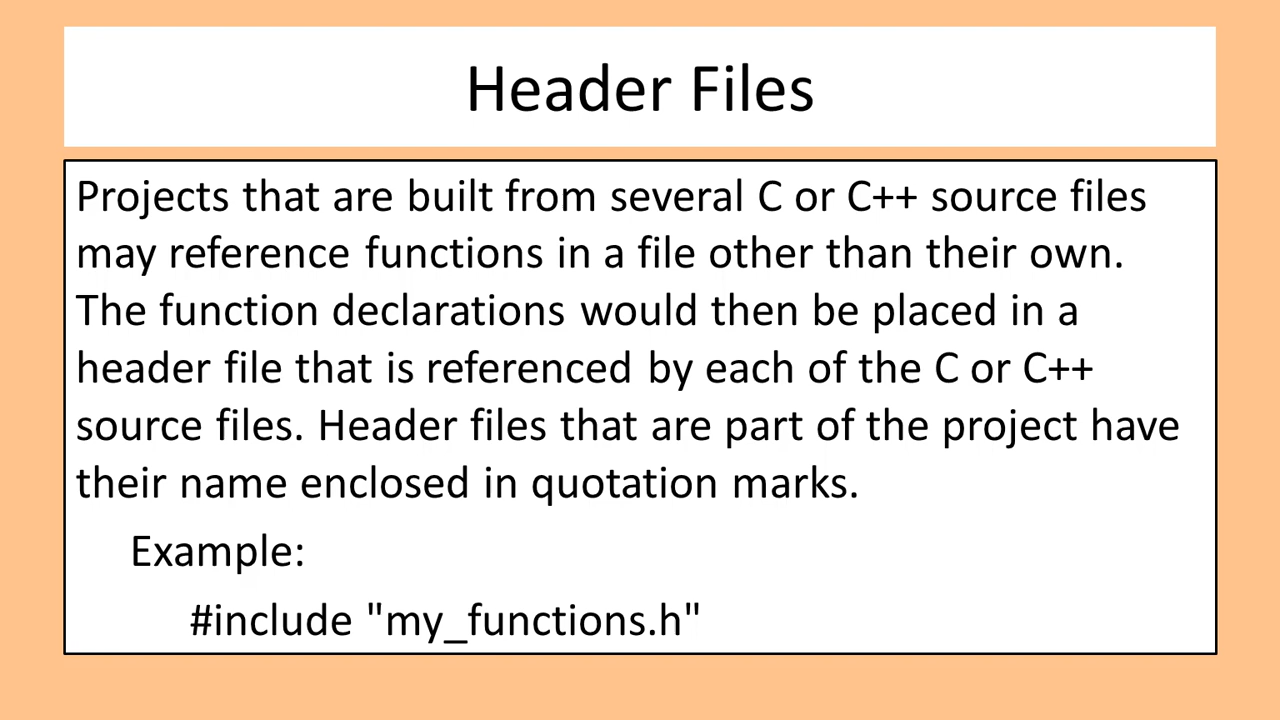 Header Files
Projects that are built from several C or C++ source files
may reference functions in a file other than their own.
The function declarations would then be placed in a
header file that is referenced by each of the C or C++
source files. Header files that are part of the project have
their name enclosed in quotation marks.
Example:
#include "my_functions.h"